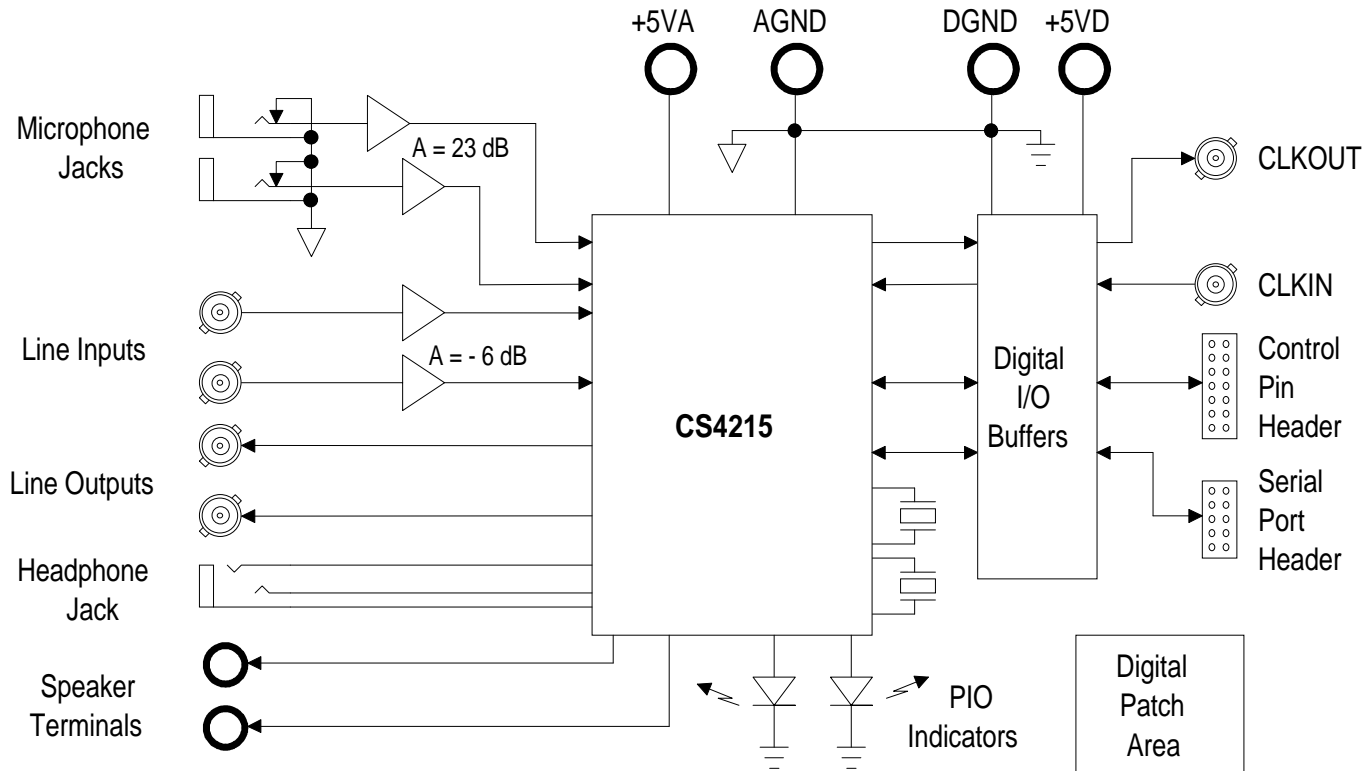 +5VA
AGND
DGND
+5VD
Microphone
Jacks
A = 23 dB
CLKOUT
CLKIN
Line Inputs
A = - 6 dB
CS4215
Digital
I/O
Buffers
Control
Pin
Header
Line Outputs
Serial
Port
Header
Headphone
Jack
Speaker
Terminals
PIO
Indicators
Digital
Patch
Area